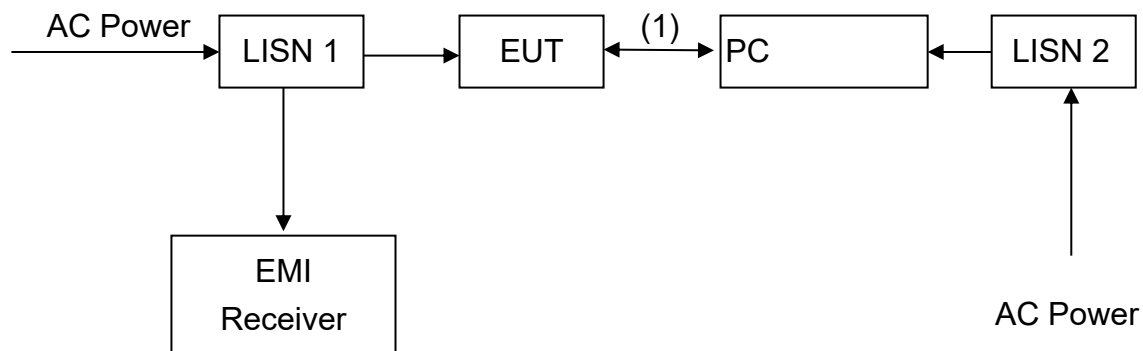 AC Power
LISN 1
EUT
(1)
PC
LISN 2
EMI
Receiver
AC Power